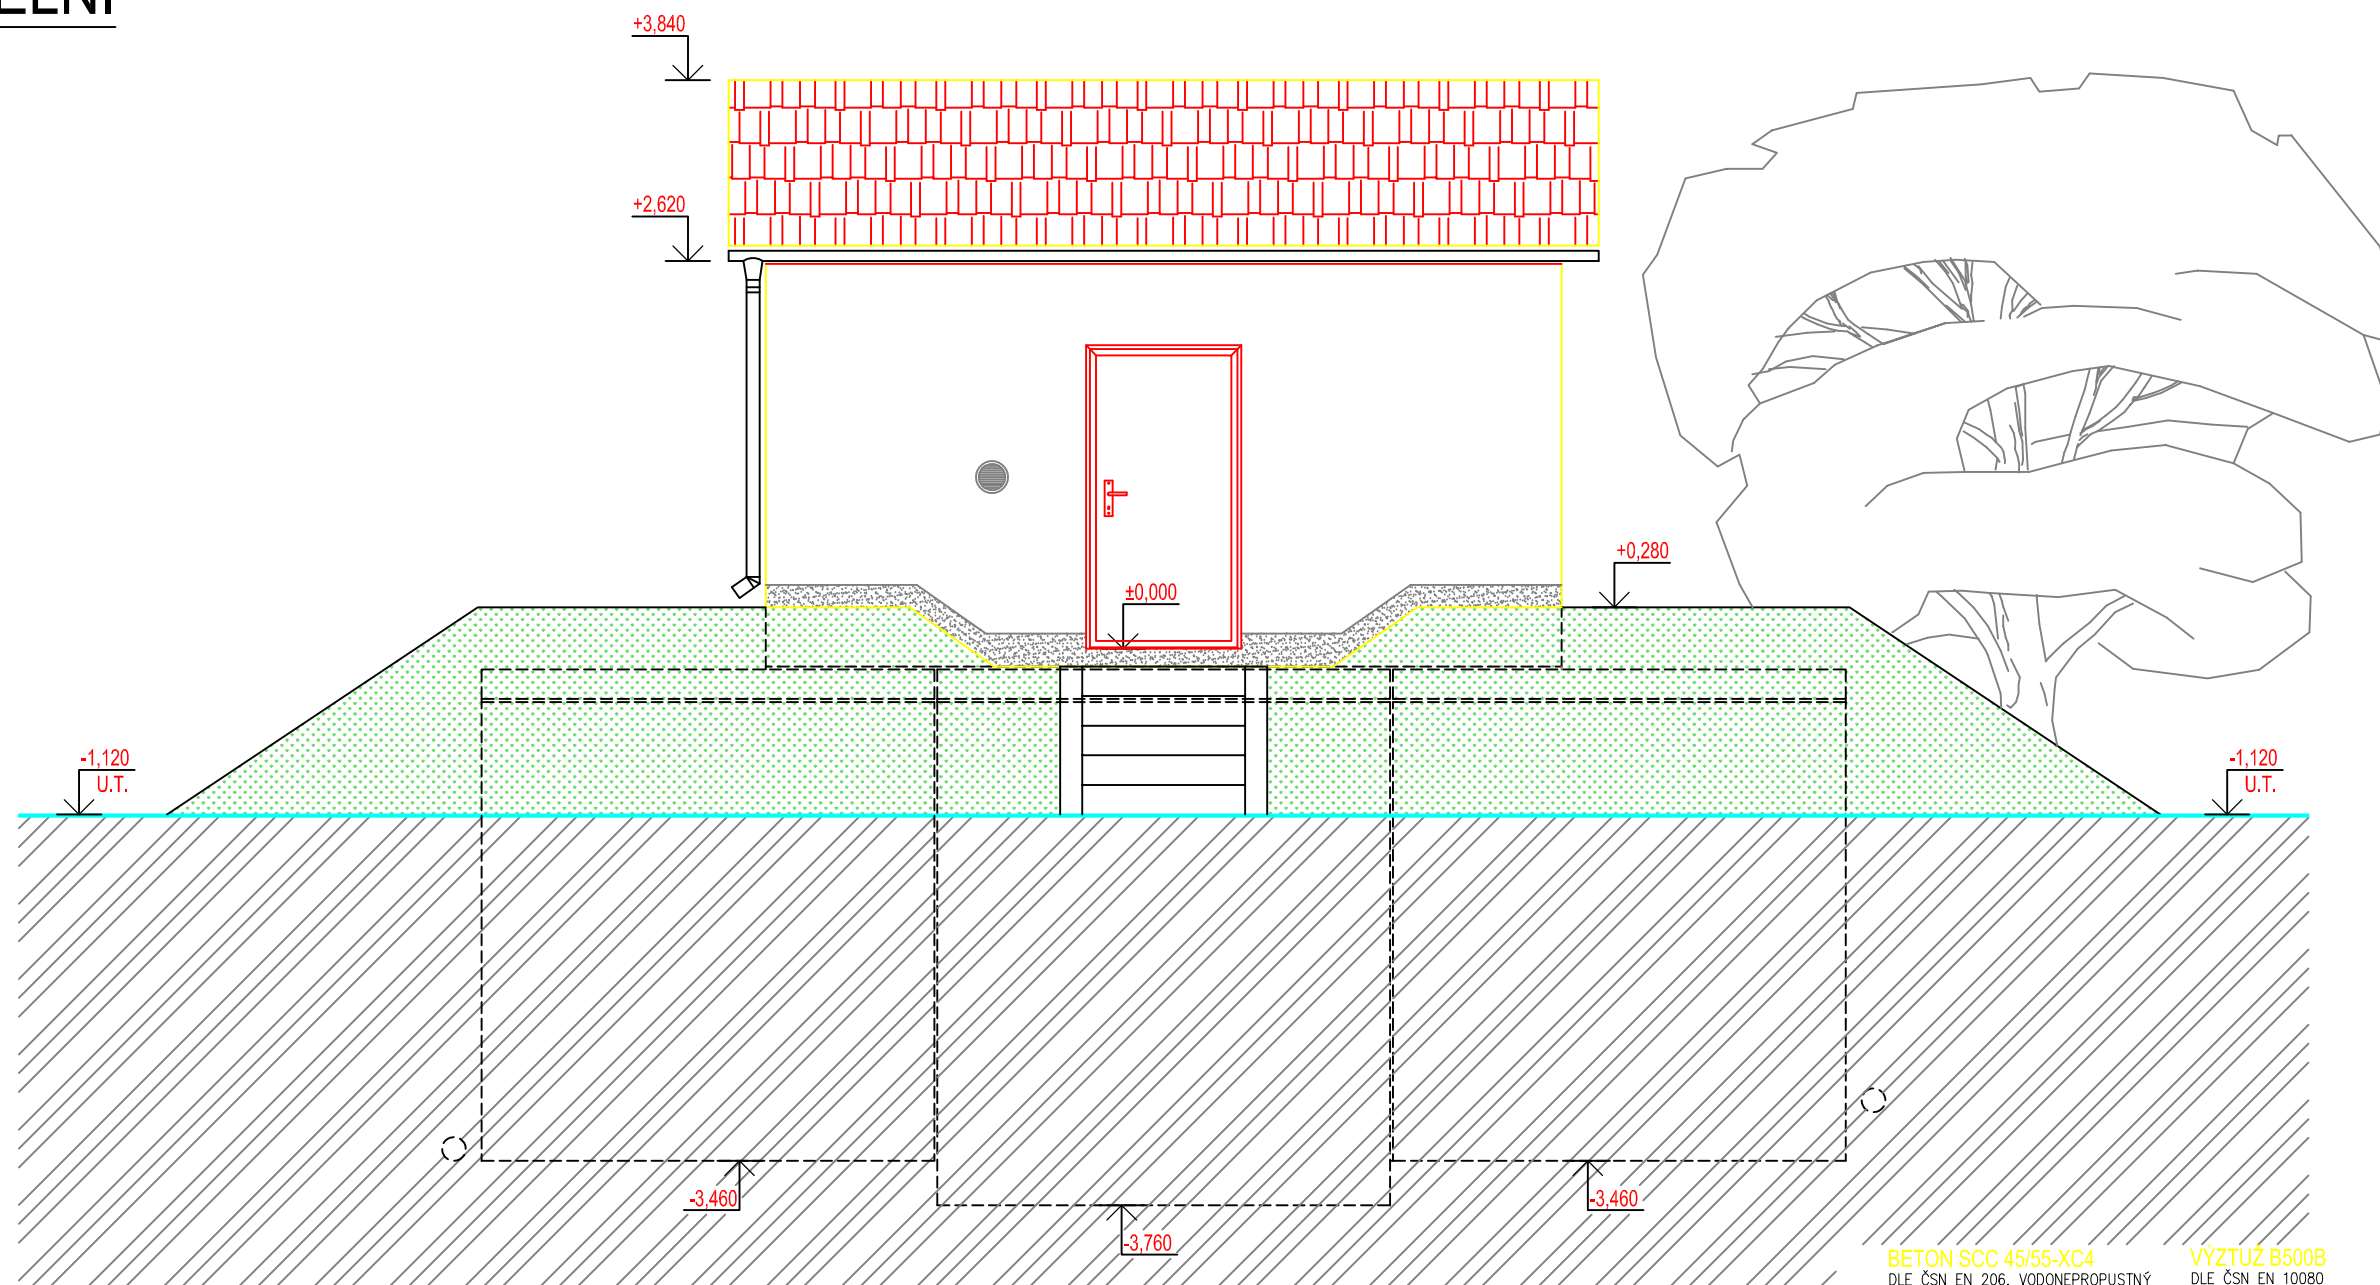 +3,840
+2,620
+0,280
±0,000
-1,120
U.T.
-1,120
U.T.
-3,460
-3,460
-3,760
BETON SCC 45/55-XC4 VÝZTUŽ B500B
DLE ČSN EN 206, VODONEPROPUSTNÝ DLE ČSN EN 10080